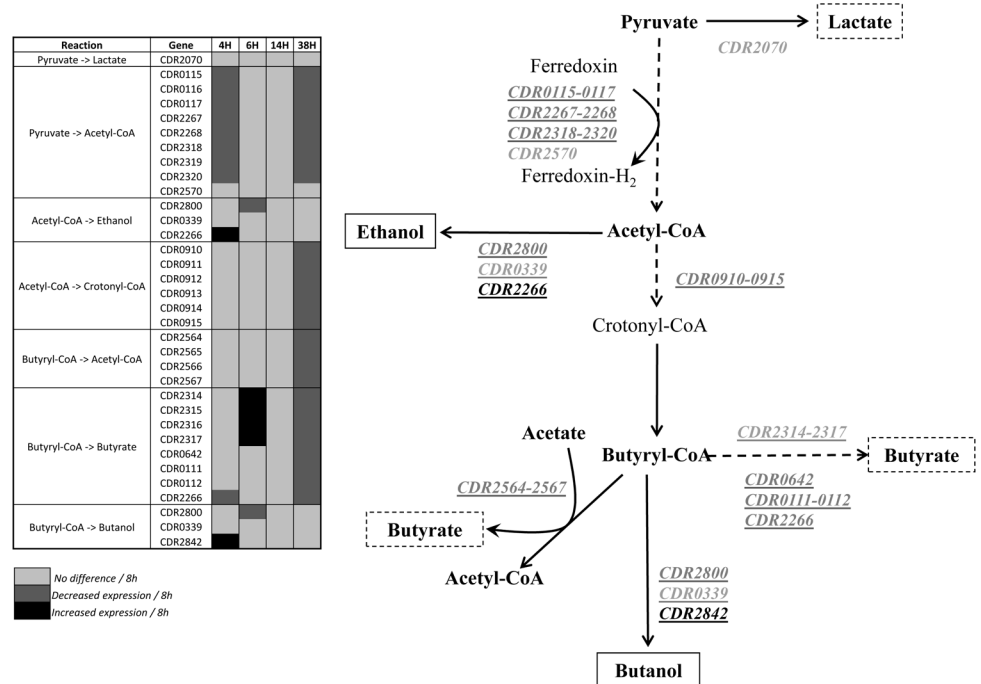 Reaction Gene 4H 6H 14H 38H
Pyruvate -> Lactate CDR2070
Pyruvate -> Acetyl-CoA
CDR0115
CDR0116
CDR0117
CDR2267
CDR2268
CDR2318
CDR2319
CDR2320
CDR2570
Acetyl-CoA -> Ethanol
CDR2800
CDR0339
CDR2266
Acetyl-CoA -> Crotonyl-CoA
CDR0910
CDR0911
CDR0912
CDR0913
CDR0914
CDR0915
Butyryl-CoA -> Acetyl-CoA
CDR2564
CDR2565
CDR2566
CDR2567
Butyryl-CoA -> Butyrate
CDR2314
CDR2315
CDR2316
CDR2317
CDR0642
CDR0111
CDR0112
CDR2266
Butyryl-CoA -> Butanol
CDR2800
CDR0339
CDR2842
No difference / 8h
Decreased expression / 8h
Increased expression / 8h
Pyruvate
Lactate
CDR2070
Ferredoxin
CDR0115-0117
CDR2267-2268
CDR2318-2320
CDR2570
Ferredoxin-H2
Ethanol
Acetyl-CoA
CDR2800
CDR0339
CDR2266
CDR0910-0915
Crotonyl-CoA
Acetate
Butyryl-CoA
CDR2314-2317
Butyrate
CDR0642
CDR0111-0112
CDR2266
CDR2564-2567
Butyrate
Acetyl-CoA
CDR2800
CDR0339
CDR2842
Butanol